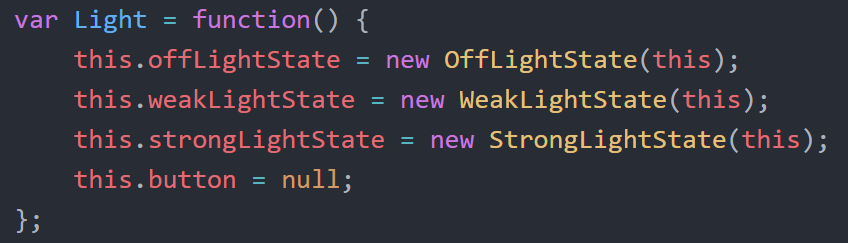 var Light = function() {
    this.offLightState = new OffLightState(this);
    this.weakLightState = new WeakLightState(this);
    this.strongLightState = new StrongLightState(this);
    this.button = null;
};